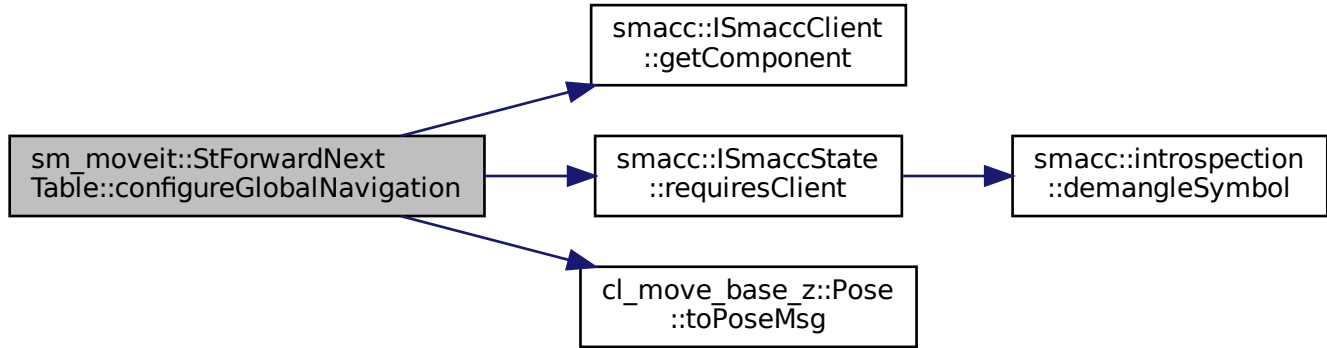 smacc::ISmaccClient
::getComponent
sm_moveit::StForwardNext
Table::configureGlobalNavigation
smacc::ISmaccState
::requiresClient
smacc::introspection
::demangleSymbol
cl_move_base_z::Pose
::toPoseMsg